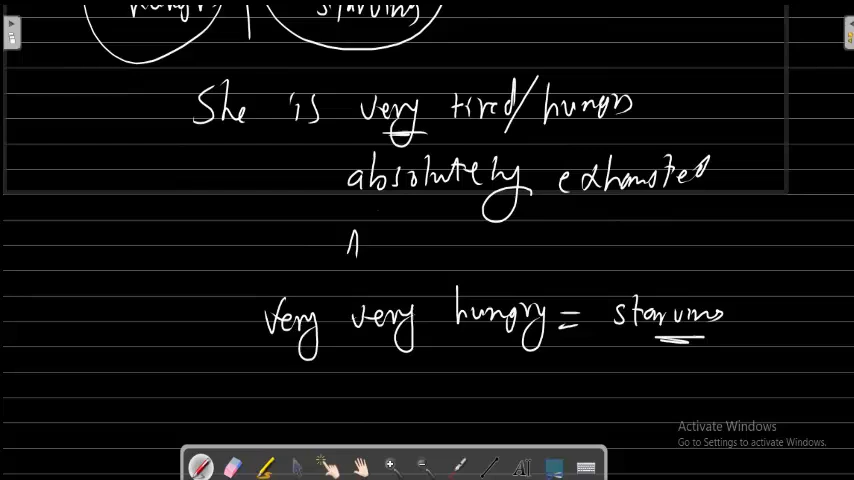 hungry | starving
She is very tired/hungry
absolutely exhausted
very very hungry = starving
Activate Windows
Go to Settings to activate Windows.